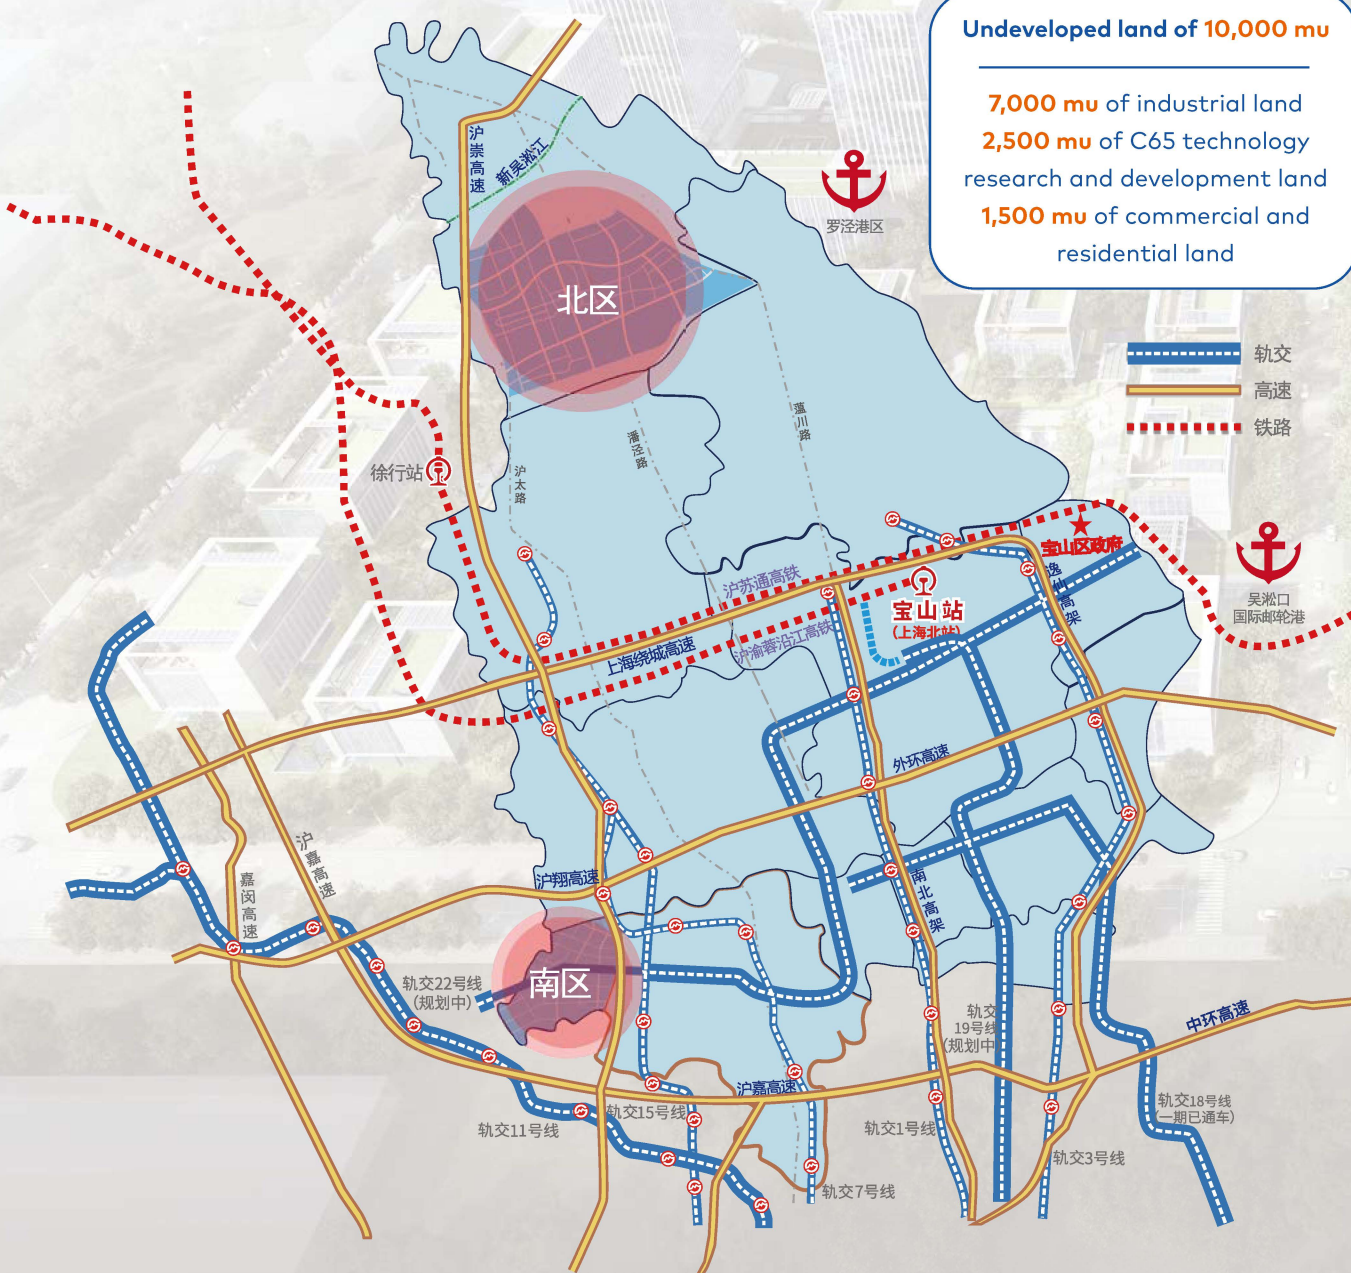 Undeveloped land of 10,000 mu
7,000 mu of industrial land
2,500 mu of C65 technology
research and development land
1,500 mu of commercial and
residential land
轨交
高速
铁路
沪崇高速
新吴淞江
罗泾港区
北区
蕰川路
潘泾路
沪太路
徐行站
宝山区政府
逸仙高架
吴淞口
国际邮轮港
沪苏通高铁
宝山站
(上海北站)
上海绕城高速
沪渝蓉沿江高铁
外环高速
沪嘉高速
嘉闵高速
沪翔高速
南北高架
南区
轨交22号线
(规划中)
轨交
19号线
(规划中
中环高速
沪嘉高速
轨交15号线
轨交11号线
轨交1号线
轨交18号线
(一期已通车)
轨交3号线
轨交7号线